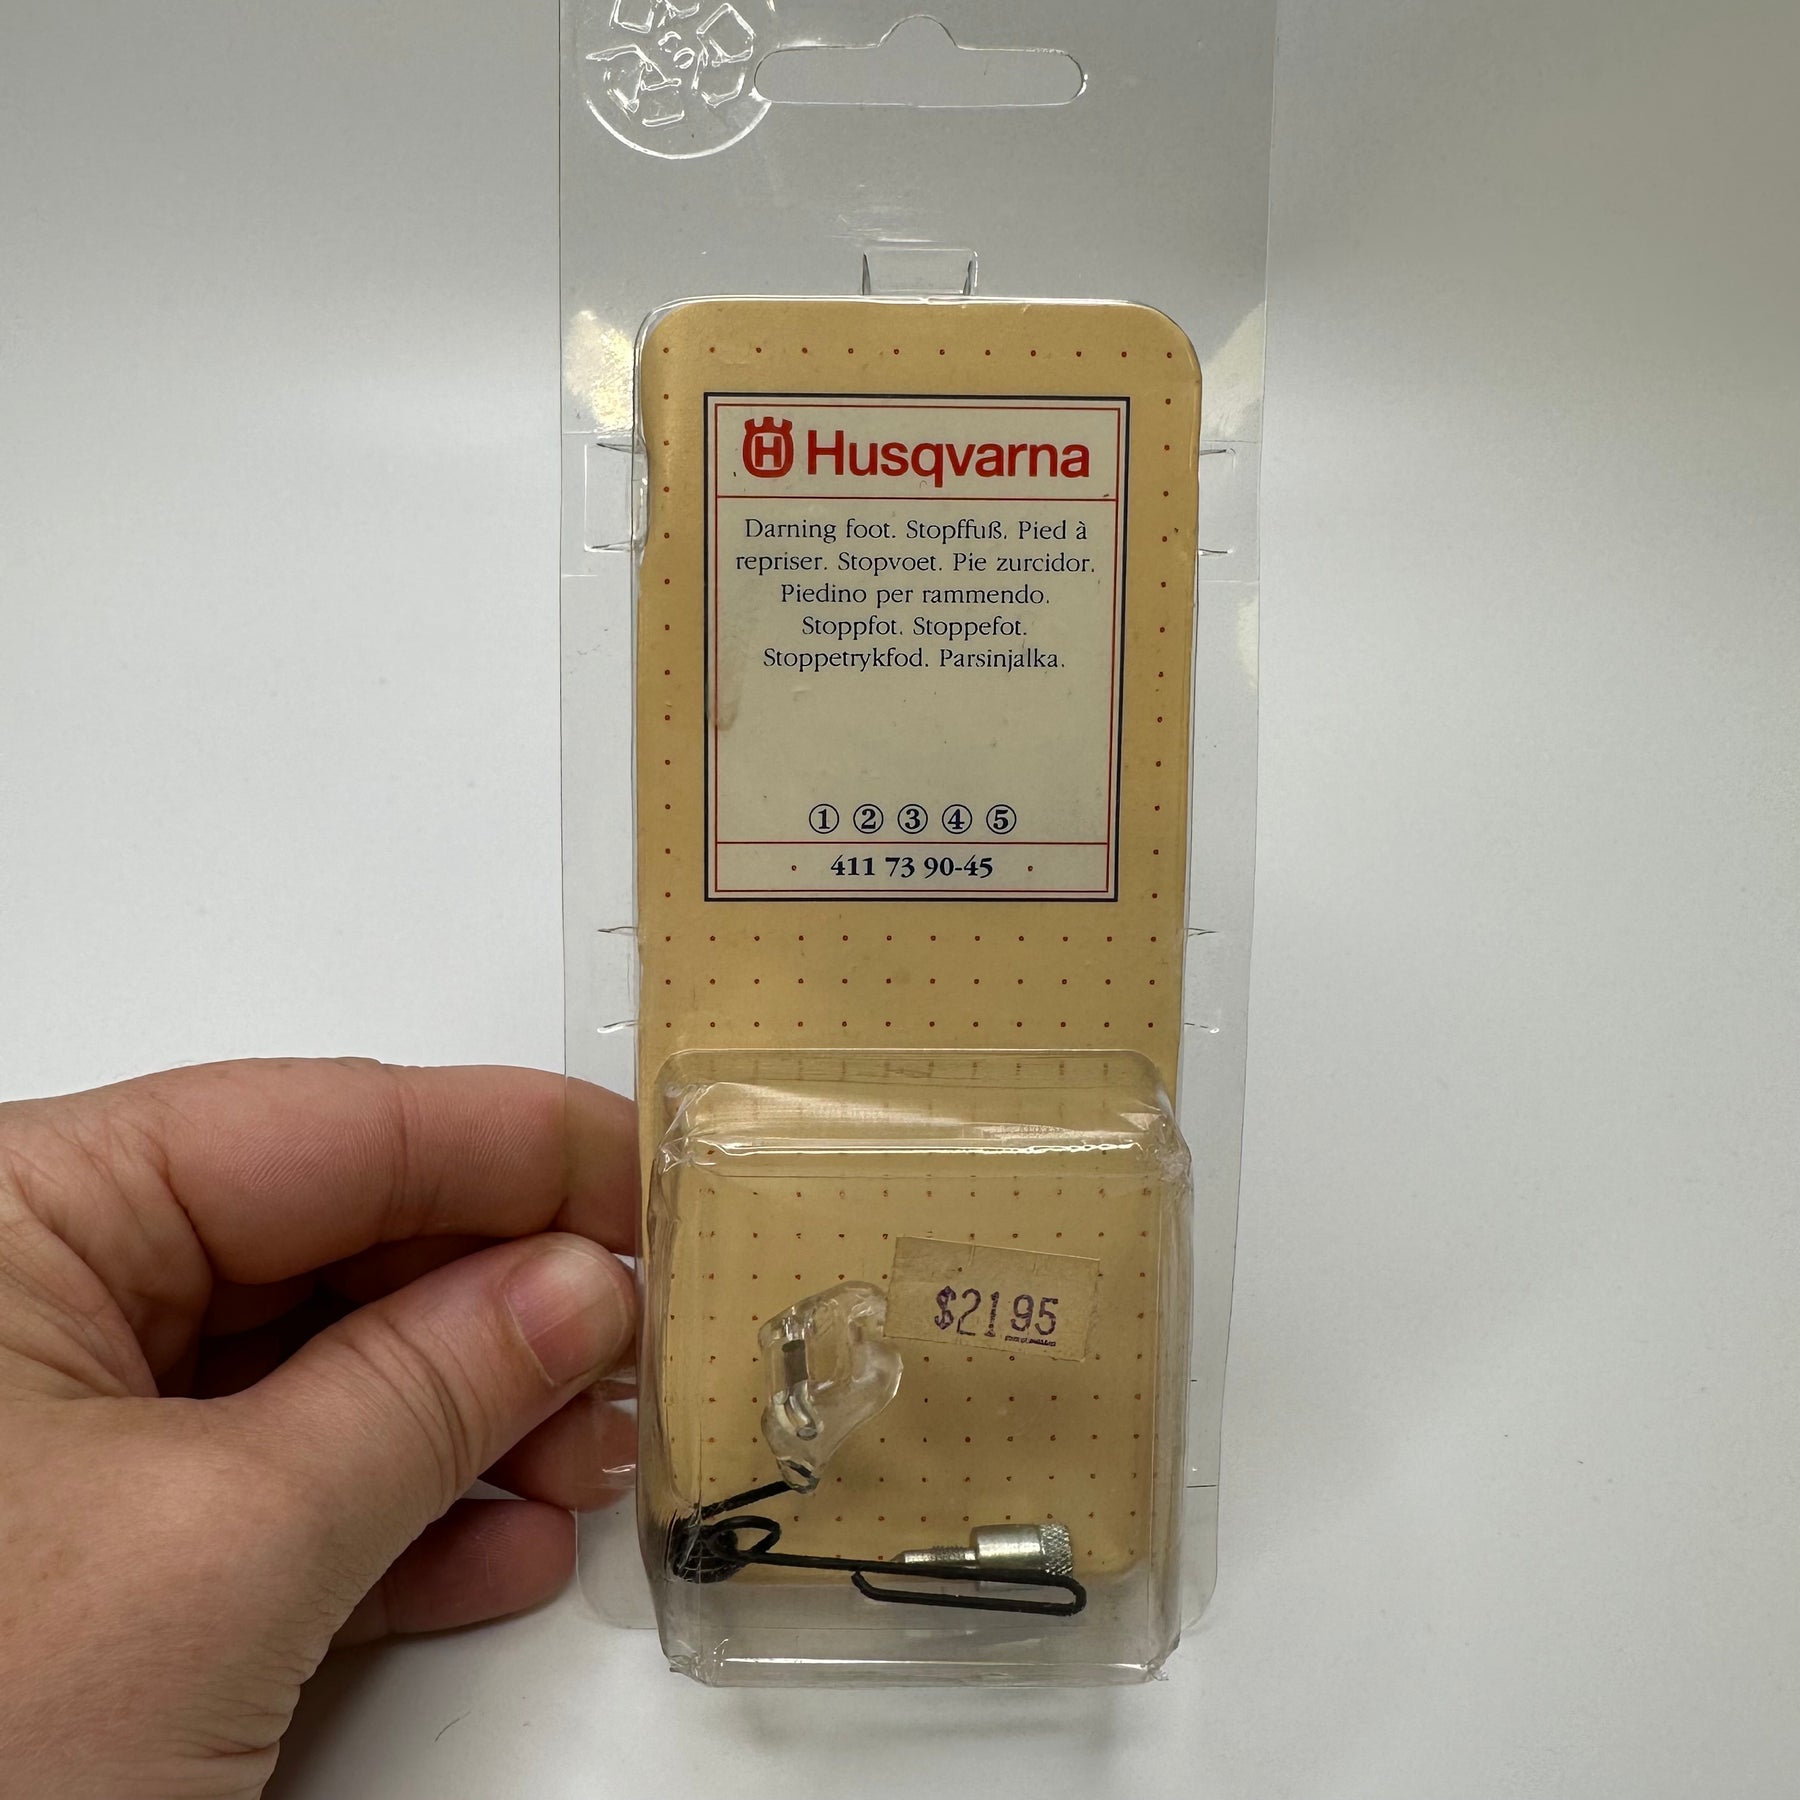 Husqvarna
Darning foot. Stopffuß. Pied à
repriser. Stopvoet. Pie zurcidor.
Piedino per rammendo.
Stoppfot. Stoppefot.
Stoppetrykfod. Parsinjalka.
① ② ③ ④ ⑤
· 411 73 90-45 ·
$21.95